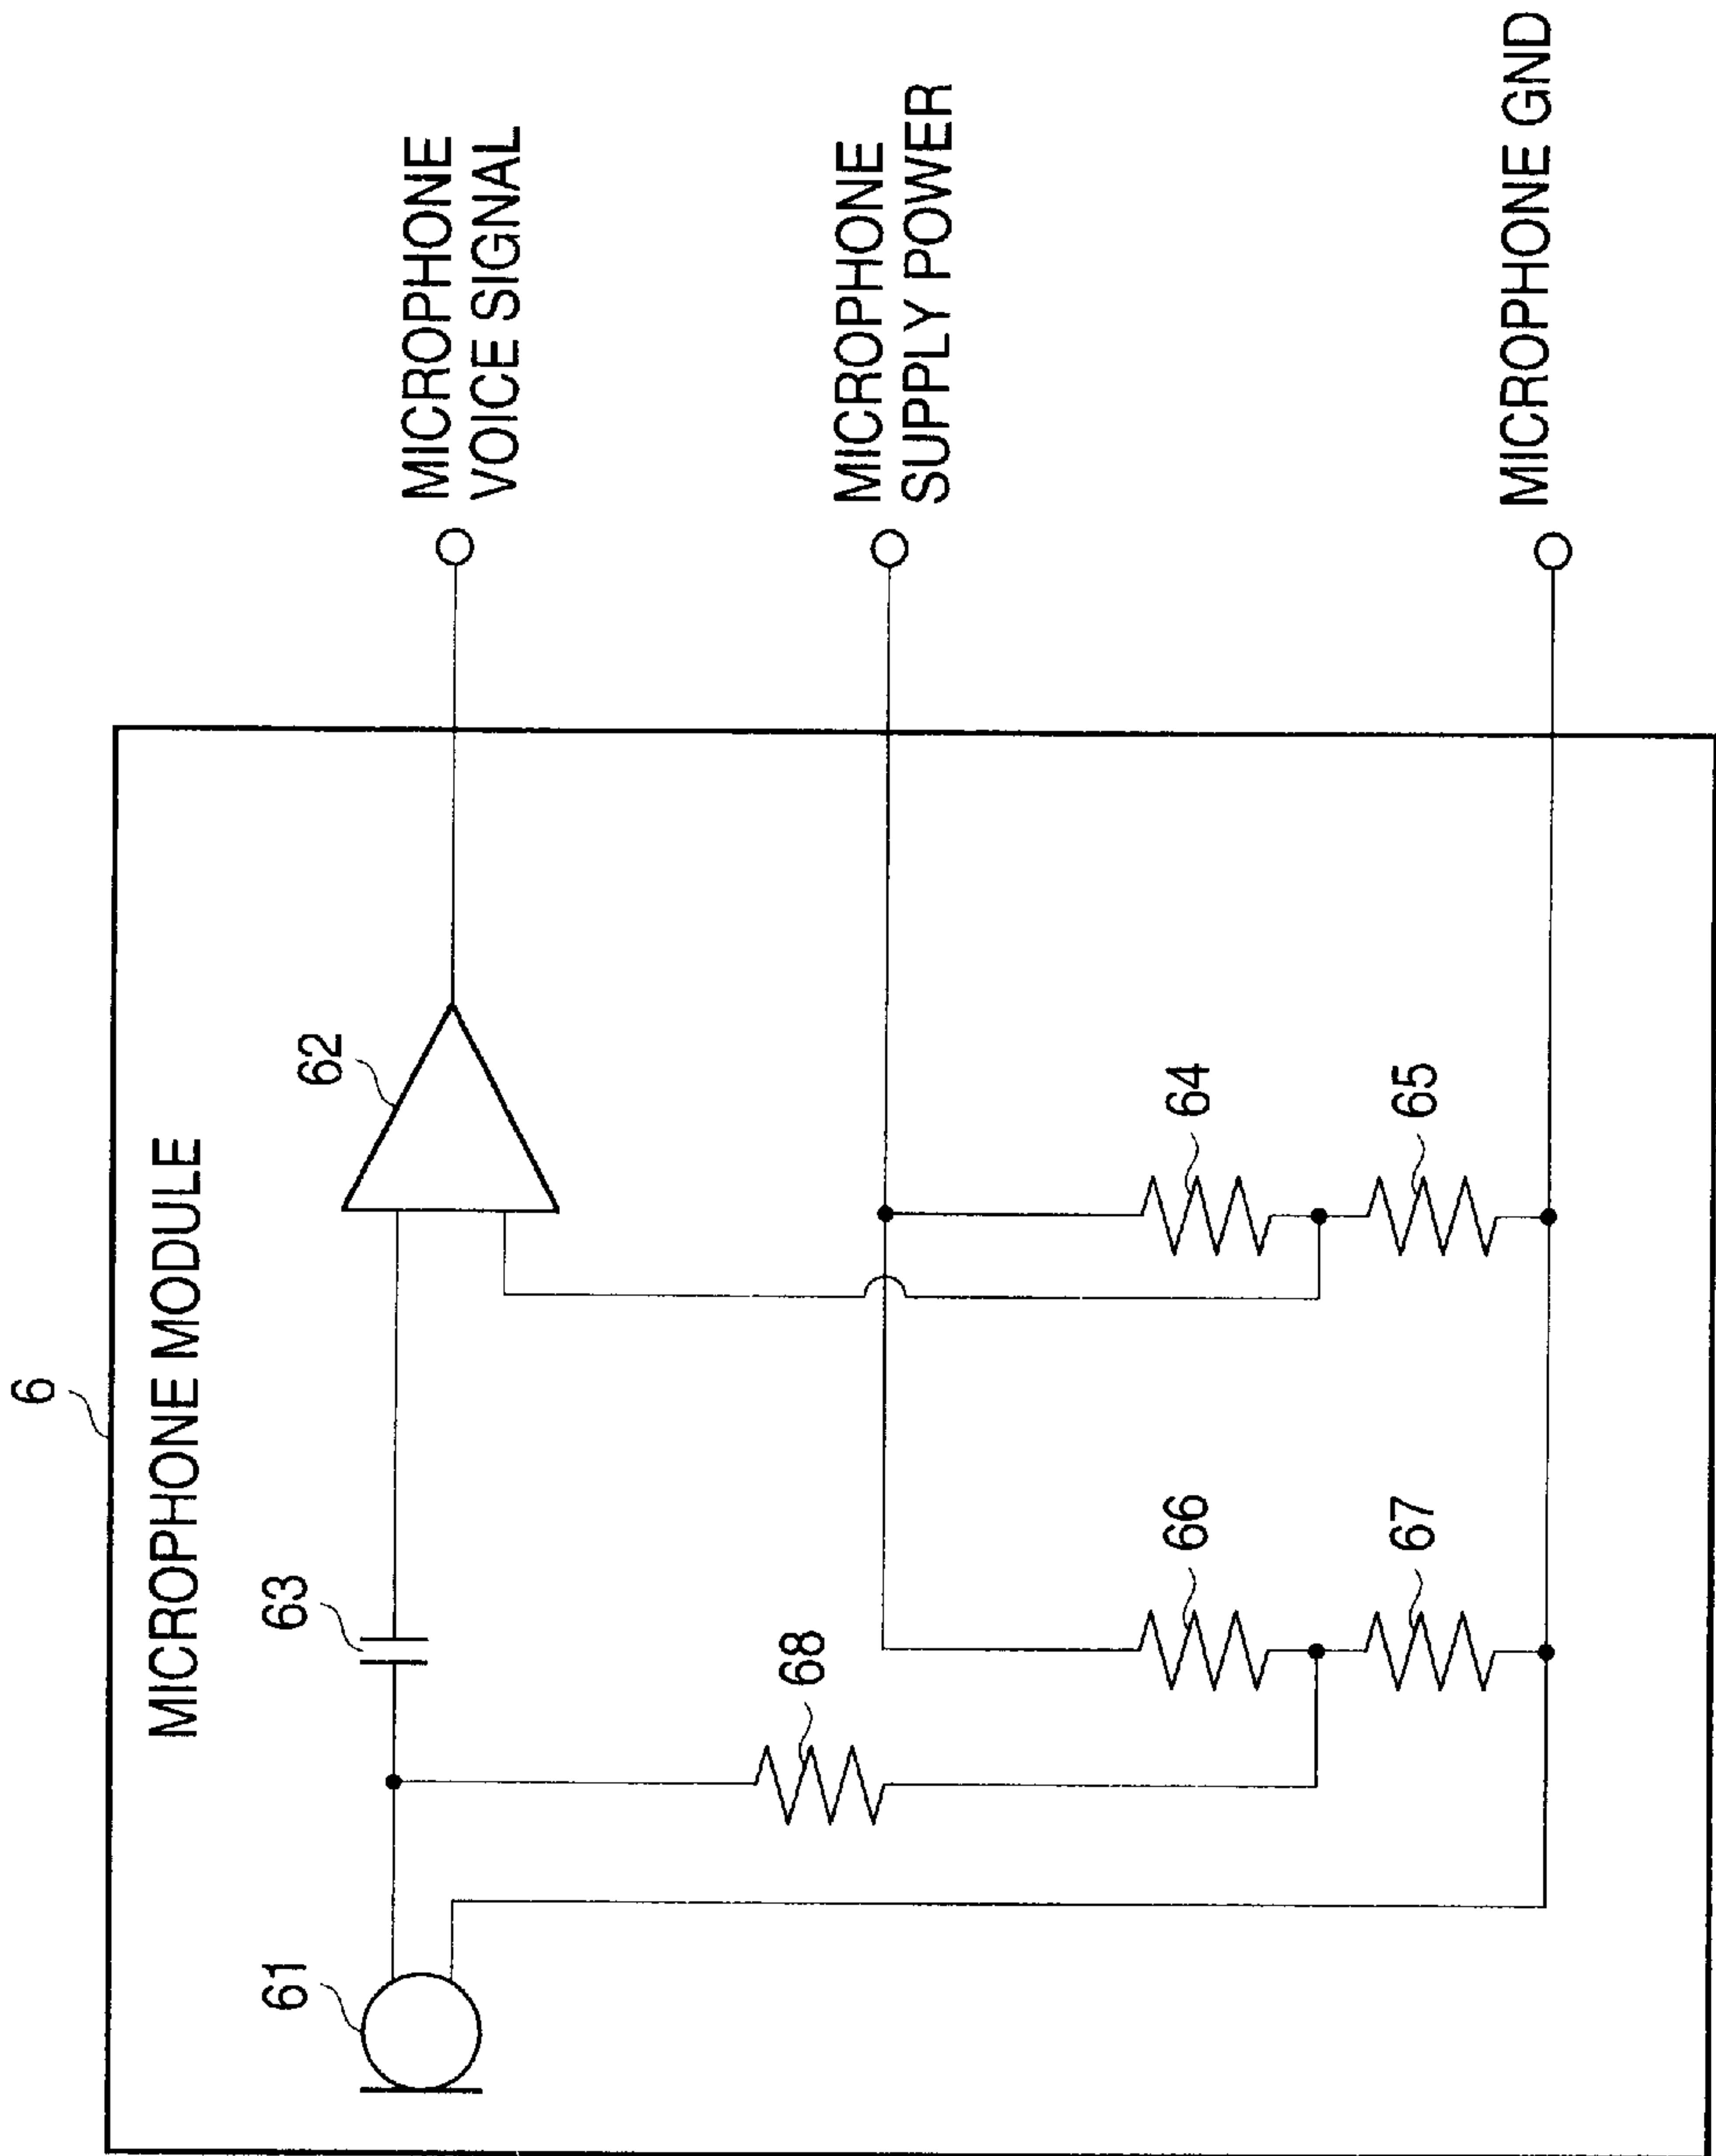 6
MICROPHONE MODULE
61
63
62
68
66
67
64
65
MICROPHONE
VOICE SIGNAL
MICROPHONE
SUPPLY POWER
MICROPHONE GND